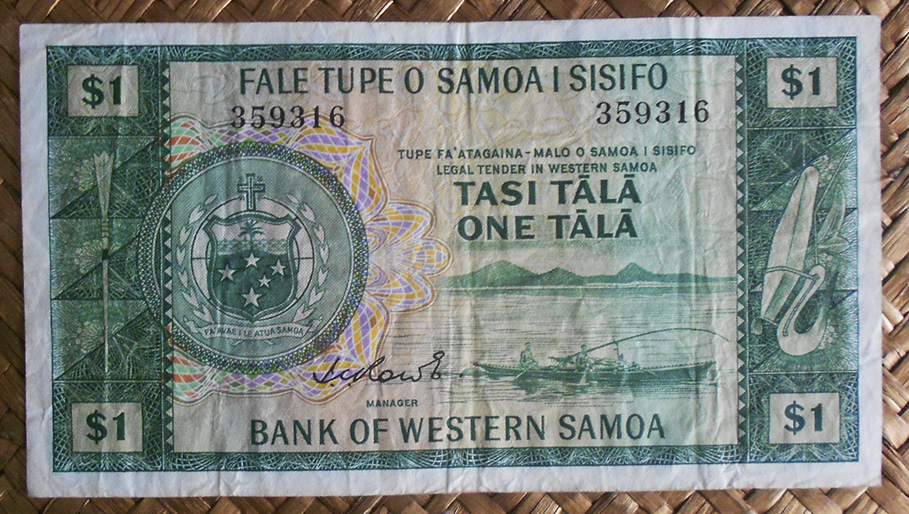 $1
$1
FALE TUPE O SAMOA I SISIFO
359316
359316
TUPE FA'ATAGAINA - MALO O SAMOA I SISIFO
LEGAL TENDER IN WESTERN SAMOA
TASI TĀLĀ
ONE TĀLĀ
FA'AVAE I LE ATUA SAMOA
MANAGER
$1
BANK OF WESTERN SAMOA
$1